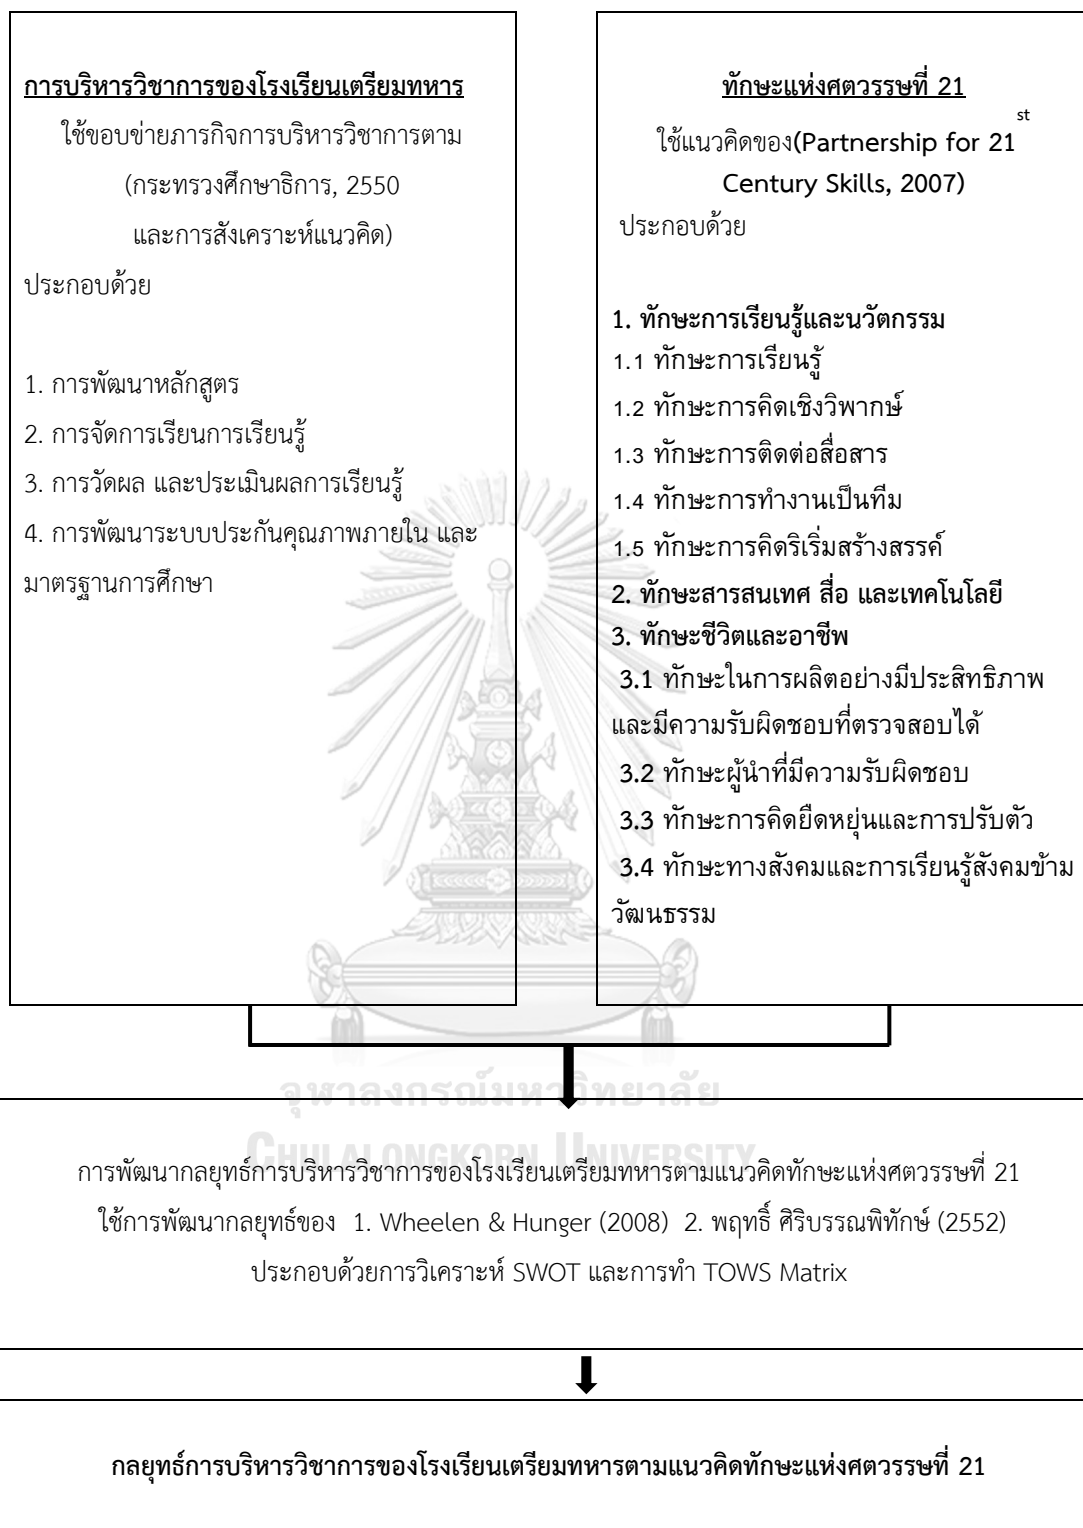 การบริหารวิชาการของโรงเรียนเตรียมทหาร
ใช้ขอบข่ายภารกิจการบริหารวิชาการตาม
(กระทรวงศึกษาธิการ, 2550
และการสังเคราะห์แนวคิด)
ประกอบด้วย
1. การพัฒนาหลักสูตร
2. การจัดการเรียนการเรียนรู้
3. การวัดผล และประเมินผลการเรียนรู้
4. การพัฒนาระบบประกันคุณภาพภายใน และ
มาตรฐานการศึกษา
ทักษะแห่งศตวรรษที่ 21
ใช้แนวคิดของ(Partnership for 21st
Century Skills, 2007)
ประกอบด้วย
1. ทักษะการเรียนรู้และนวัตกรรม
1.1 ทักษะการเรียนรู้
1.2 ทักษะการคิดเชิงวิพากษ์
1.3 ทักษะการติดต่อสื่อสาร
1.4 ทักษะการทำงานเป็นทีม
1.5 ทักษะการคิดริเริ่มสร้างสรรค์
2. ทักษะสารสนเทศ สื่อ และเทคโนโลยี
3. ทักษะชีวิตและอาชีพ
3.1 ทักษะในการผลิตอย่างมีประสิทธิภาพ
และมีความรับผิดชอบที่ตรวจสอบได้
3.2 ทักษะผู้นำที่มีความรับผิดชอบ
3.3 ทักษะการคิดยืดหยุ่นและการปรับตัว
3.4 ทักษะทางสังคมและการเรียนรู้สังคมข้าม
วัฒนธรรม
จุฬาลงกรณ์มหาวิทยาลัย
CHULALONGKORN UNIVERSITY
การพัฒนากลยุทธ์การบริหารวิชาการของโรงเรียนเตรียมทหารตามแนวคิดทักษะแห่งศตวรรษที่ 21
ใช้การพัฒนากลยุทธ์ของ 1. Wheelen & Hunger (2008) 2. พฤทธิ์ ศิริบรรณพิทักษ์ (2552)
ประกอบด้วยการวิเคราะห์ SWOT และการทำ TOWS Matrix
กลยุทธ์การบริหารวิชาการของโรงเรียนเตรียมทหารตามแนวคิดทักษะแห่งศตวรรษที่ 21